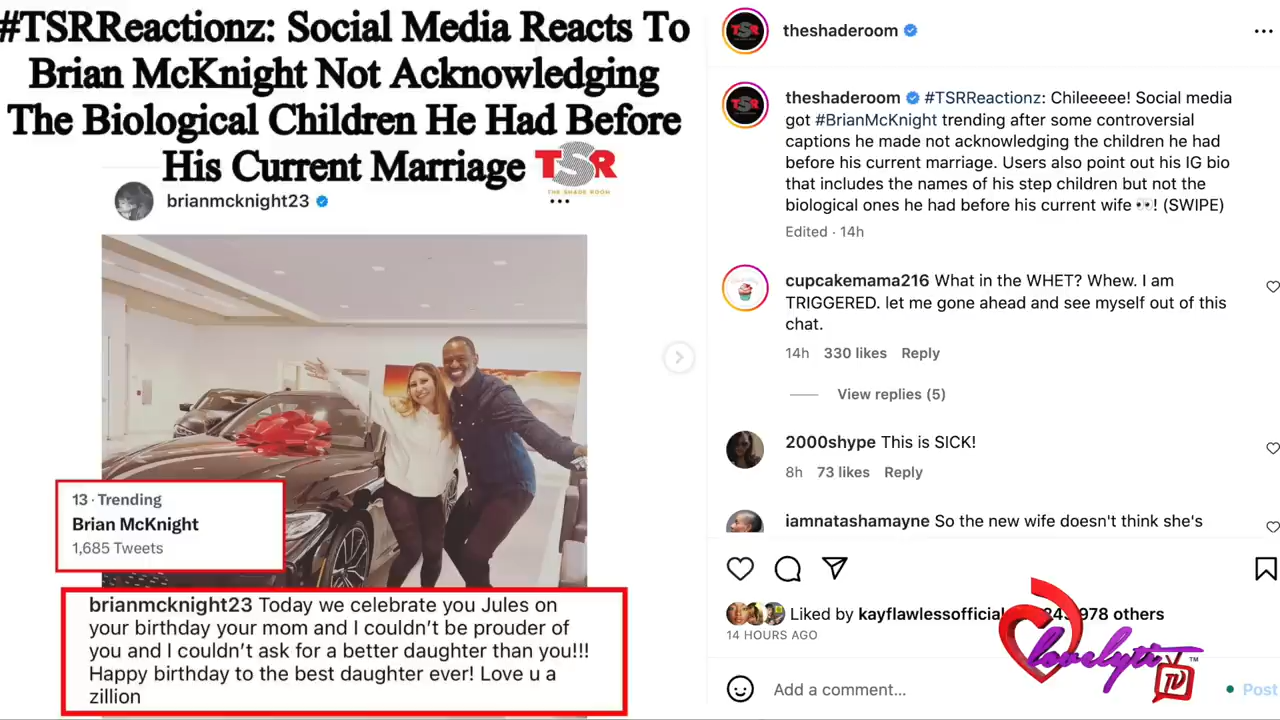 #TSRReactionz: Social Media Reacts To
Brian McKnight Not Acknowledging
The Biological Children He Had Before
His Current Marriage TSR
THE SHADE ROOM
brianmcknight23
13 · Trending
Brian McKnight
1,685 Tweets
brianmcknight23 Today we celebrate you Jules on
your birthday your mom and I couldn't be prouder of
you and I couldn't ask for a better daughter than you!!!
Happy birthday to the best daughter ever! Love u a
zillion
theshaderoom
theshaderoom #TSRReactionz: Chileeeee! Social media
got #BrianMcKnight trending after some controversial
captions he made not acknowledging the children he had
before his current marriage. Users also point out his IG bio
that includes the names of his step children but not the
biological ones he had before his current wife 👀! (SWIPE)
Edited · 14h
cupcakemama216 What in the WHET? Whew. I am
TRIGGERED. let me gone ahead and see myself out of this
chat.
14h 330 likes Reply
View replies (5)
2000shype This is SICK!
8h 73 likes Reply
iamnatashamayne So the new wife doesn't think she's
Liked by kayflawlessofficial 978 others
14 HOURS AGO
Add a comment...
Post
lovelyti TV ™